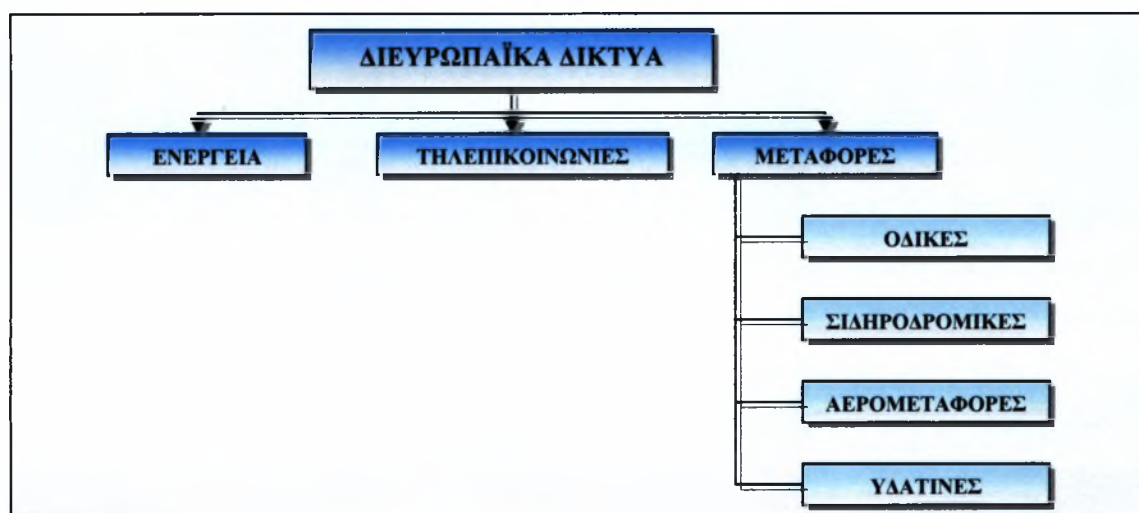 ΔΙΕΥΡΩΠΑΪΚΑ ΔΙΚΤΥΑ
ΕΝΕΡΓΕΙΑ
ΤΗΛΕΠΙΚΟΙΝΩΝΙΕΣ
ΜΕΤΑΦΟΡΕΣ
ΟΔΙΚΕΣ
ΣΙΔΗΡΟΔΡΟΜΙΚΕΣ
ΑΕΡΟΜΕΤΑΦΟΡΕΣ
ΥΔΑΤΙΝΕΣ